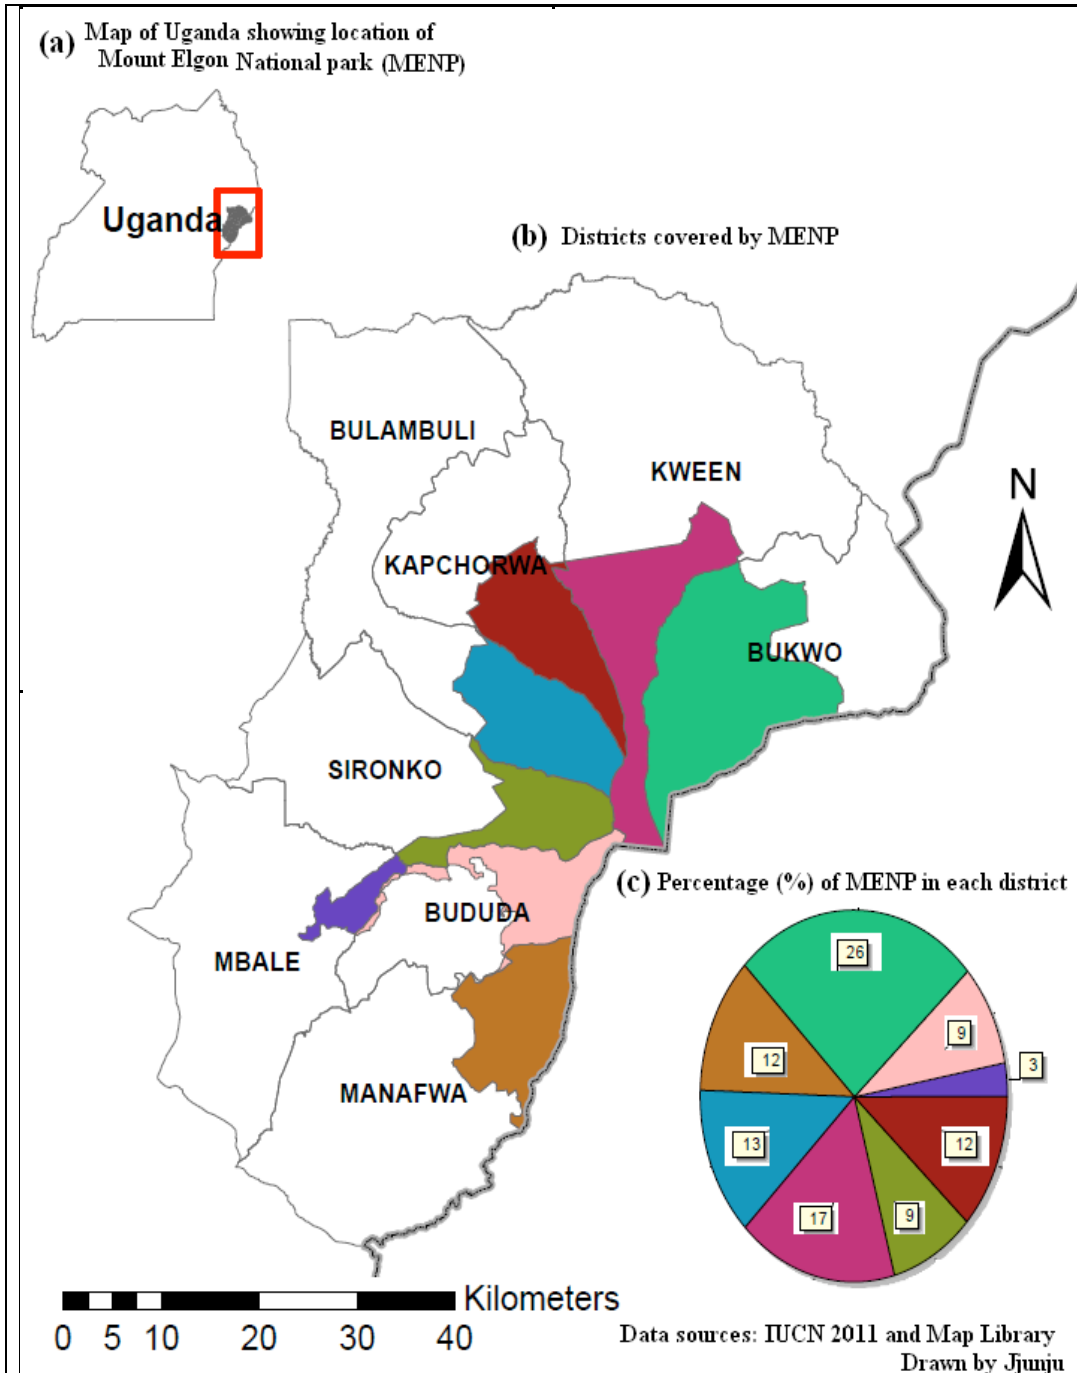 (a) Map of Uganda showing location of
Mount Elgon National park (MENP)
Uganda
(b) Districts covered by MENP
BULAMBULI
KWEEN
N
KAPCHORWA
BUKWO
SIRONKO
(c) Percentage (%) of MENP in each district
BUDUDA
MBALE
MANAFWA
26
9
3
12
12
13
9
17
Kilometers
0 5 10 20 30 40
Data sources: IUCN 2011 and Map Library
Drawn by Jjunju